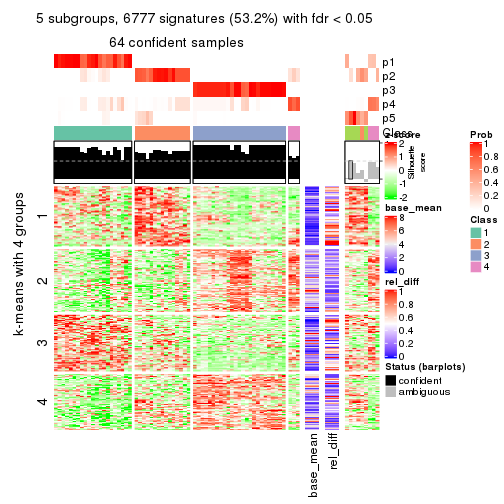 5 subgroups, 6777 signatures (53.2%) with fdr < 0.05
64 confident samples
p1
p2
p3
p4
p5
Class
k-means with 4 groups
1
2
3
4
base_mean
rel_diff
z-score
2
1
0
-1
-2
Silhouette
score
base_mean
8
6
4
2
0
rel_diff
1
0.8
0.6
0.4
0.2
0
Status (barplots)
confident
ambiguous
Prob
1
0.8
0.6
0.4
0.2
0
Class
1
2
3
4